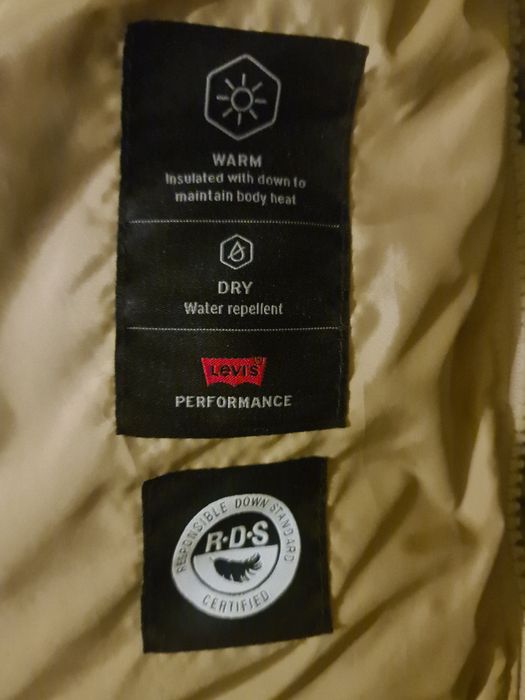 WARM
Insulated with down to
maintain body heat
DRY
Water repellent
Levi's
PERFORMANCE
RESPONSIBLE DOWN STANDARD
R·D·S
CERTIFIED